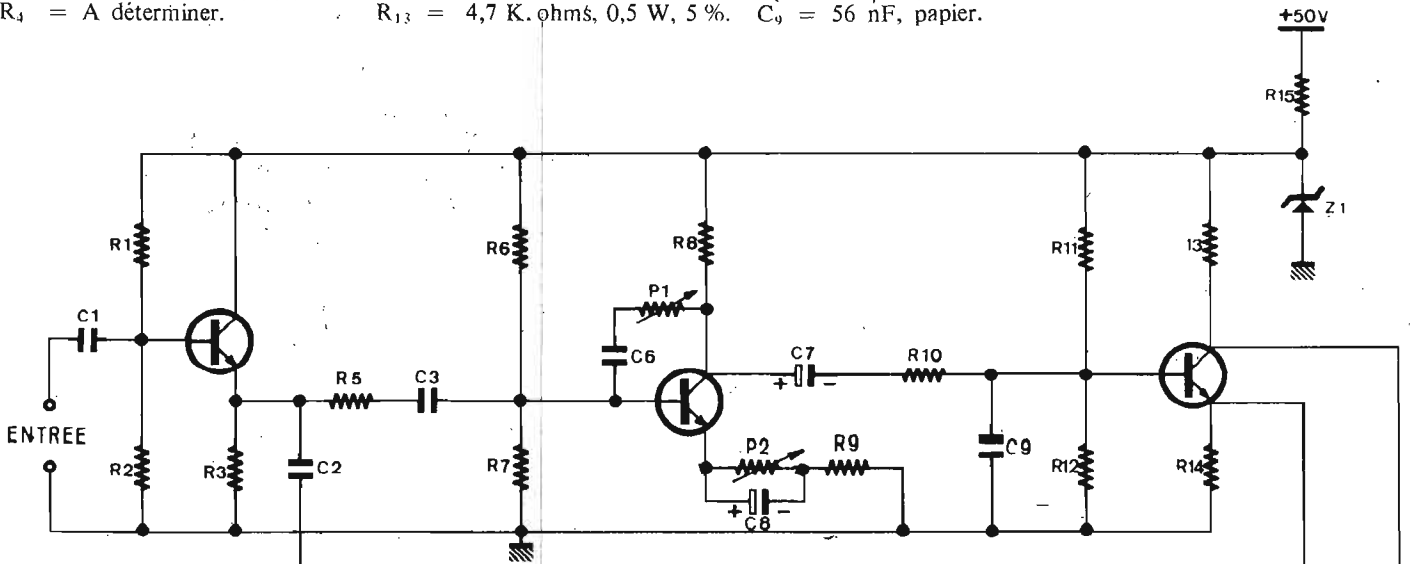 R₄ = A déterminer. R₁₃ = 4,7 K. ohms, 0,5 W, 5 %. C₉ = 56 nF, papier.
+50V
R15
Z1
R1
R6
R8
R11
13
P1
C1
C6
C7
R10
R5
C3
ENTREE
R2
R3
C2
R7
P2
R9
C9
R12
R14
+
-
+
-
C8